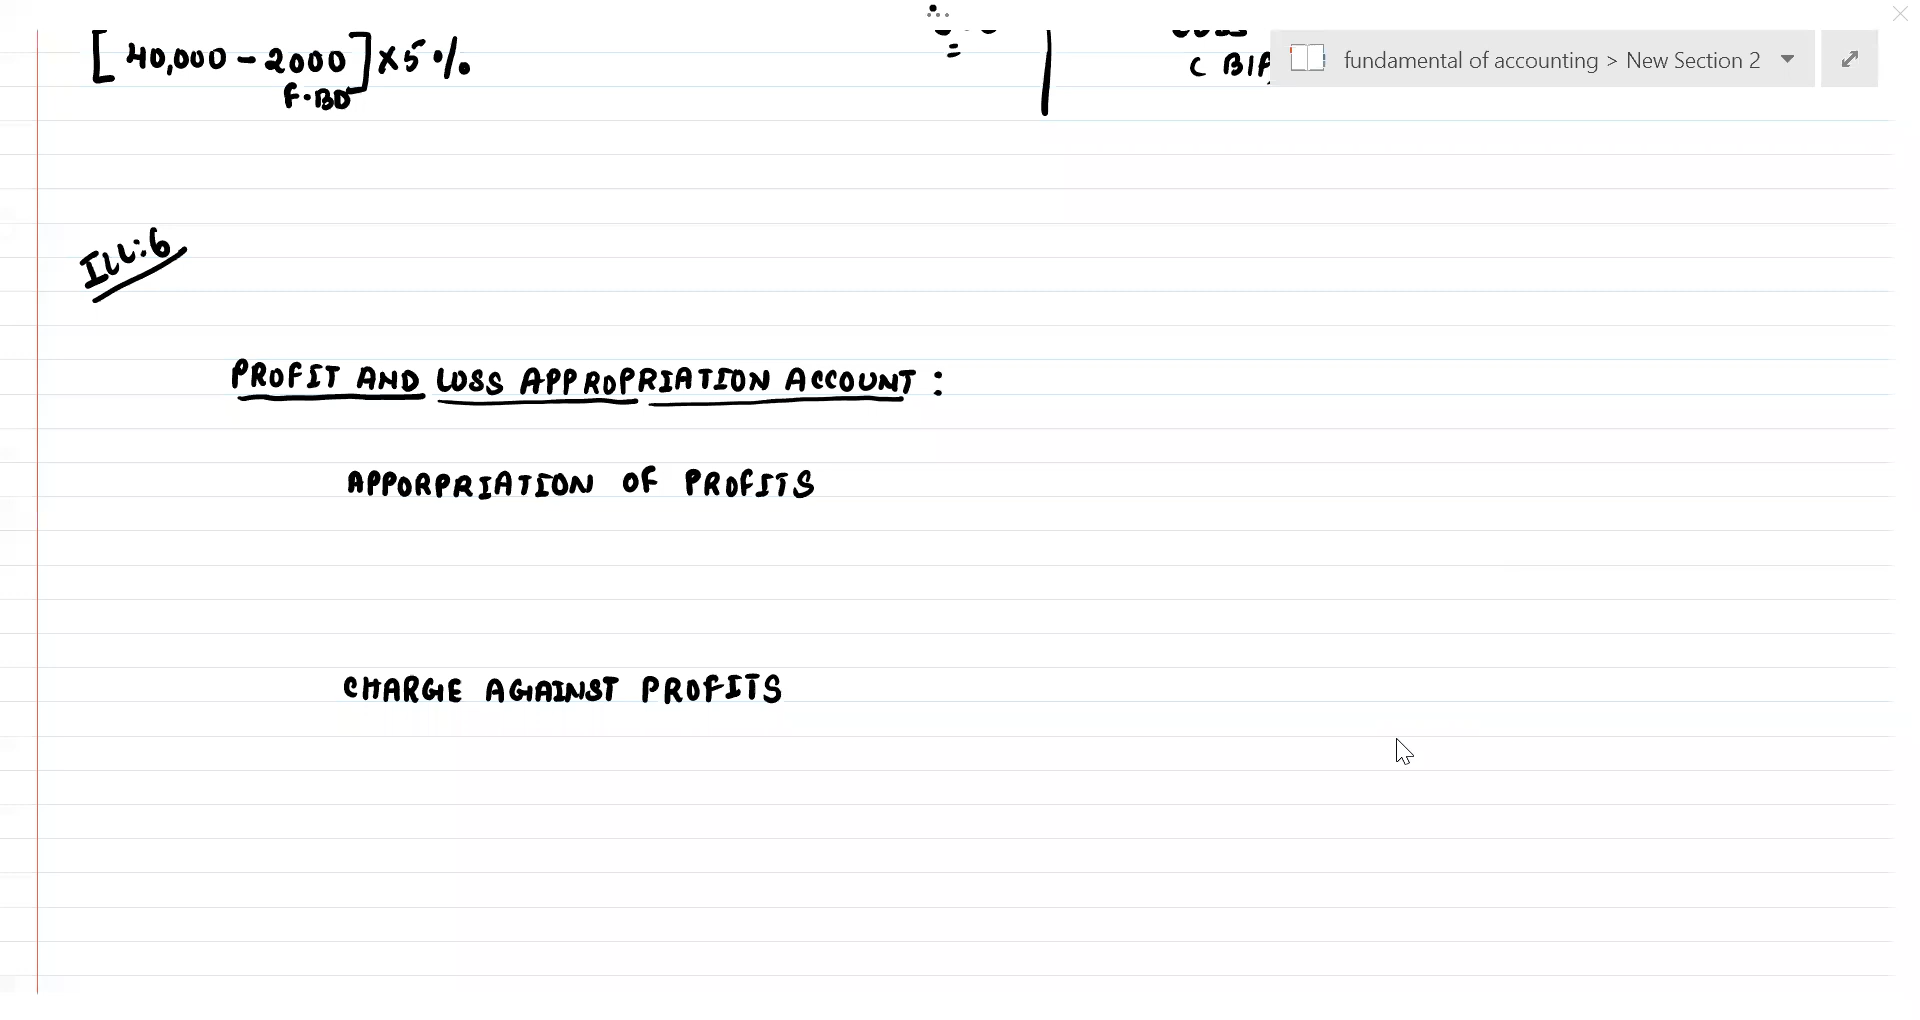 [ 40,000 - 2000 ] X 5 %
F.BD
fundamental of accounting > New Section 2
ILL:6
PROFIT AND LOSS APPROPRIATION ACCOUNT :
APPORPRIATION OF PROFITS
CHARGE AGAINST PROFITS